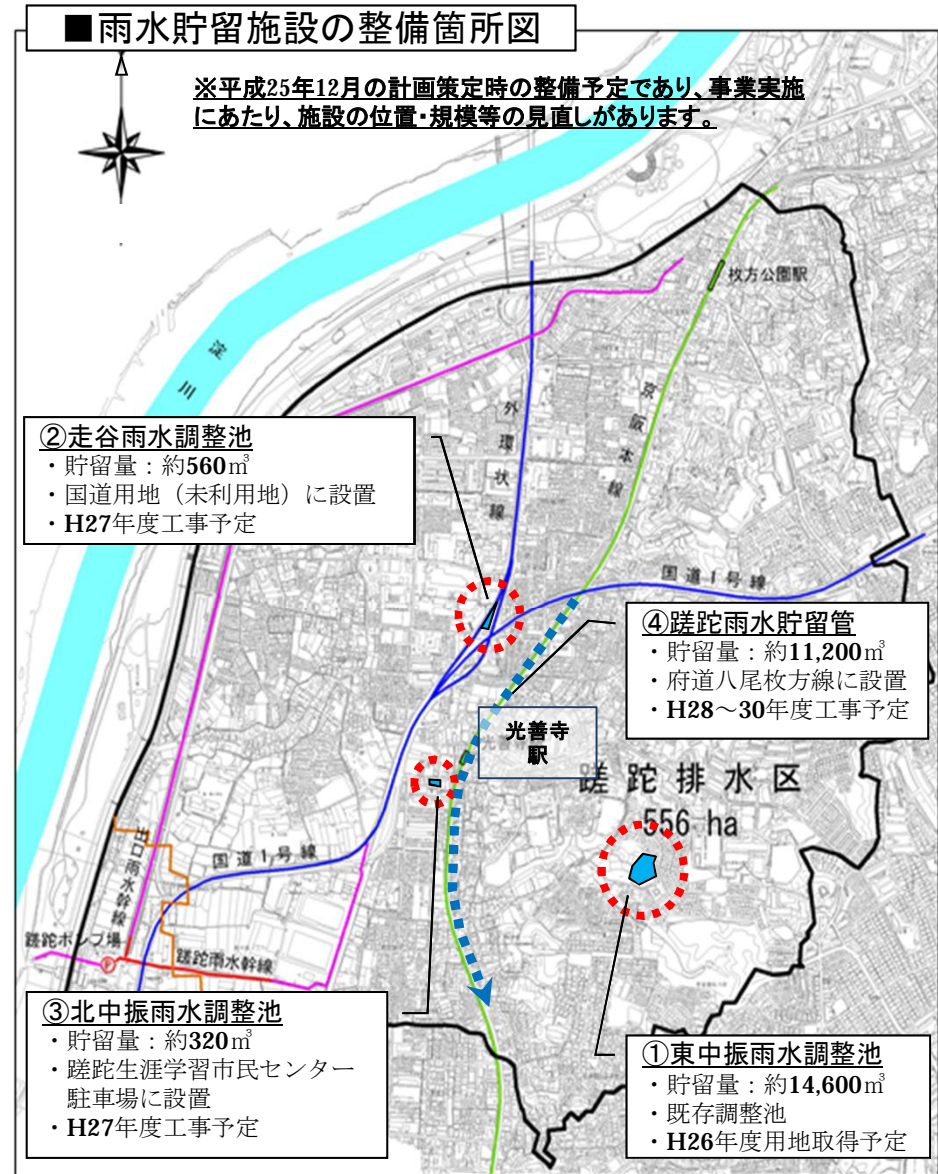 ■雨水貯留施設の整備箇所図
※平成25年12月の計画策定時の整備予定であり、事業実施
にあたり、施設の位置・規模等の見直しがあります。
枚方公園駅
淀川
外環状線
京阪本線
②走谷雨水調整池
・貯留量：約560㎥
・国道用地（未利用地）に設置
・H27年度工事予定
国道1号線
④蹉跎雨水貯留管
・貯留量：約11,200㎥
・府道八尾枚方線に設置
・H28～30年度工事予定
光善寺
駅
蹉跎排水区
556 ha
出口雨水幹線
国道1号線
蹉跎ポンプ場
P
蹉跎雨水幹線
③北中振雨水調整池
・貯留量：約320㎥
・蹉跎生涯学習市民センター
駐車場に設置
・H27年度工事予定
①東中振雨水調整池
・貯留量：約14,600㎥
・既存調整池
・H26年度用地取得予定